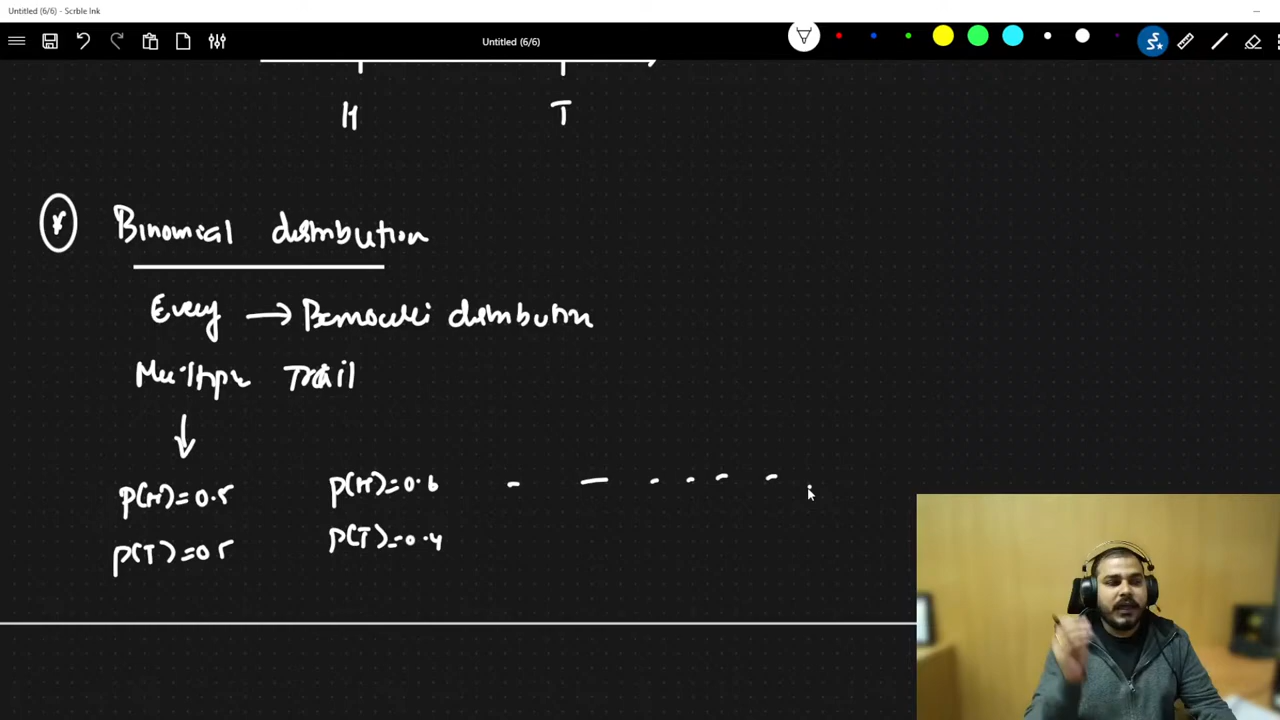 Untitled (6/6) - Scrble Ink
Untitled (6/6)
H T
Binomial distribution
Every → Bernoulli distribution
Multiple Trail
P(H)=0.5 P(H)=0.6 - — . . - - .
P(T)=0.5 P(T)=0.4